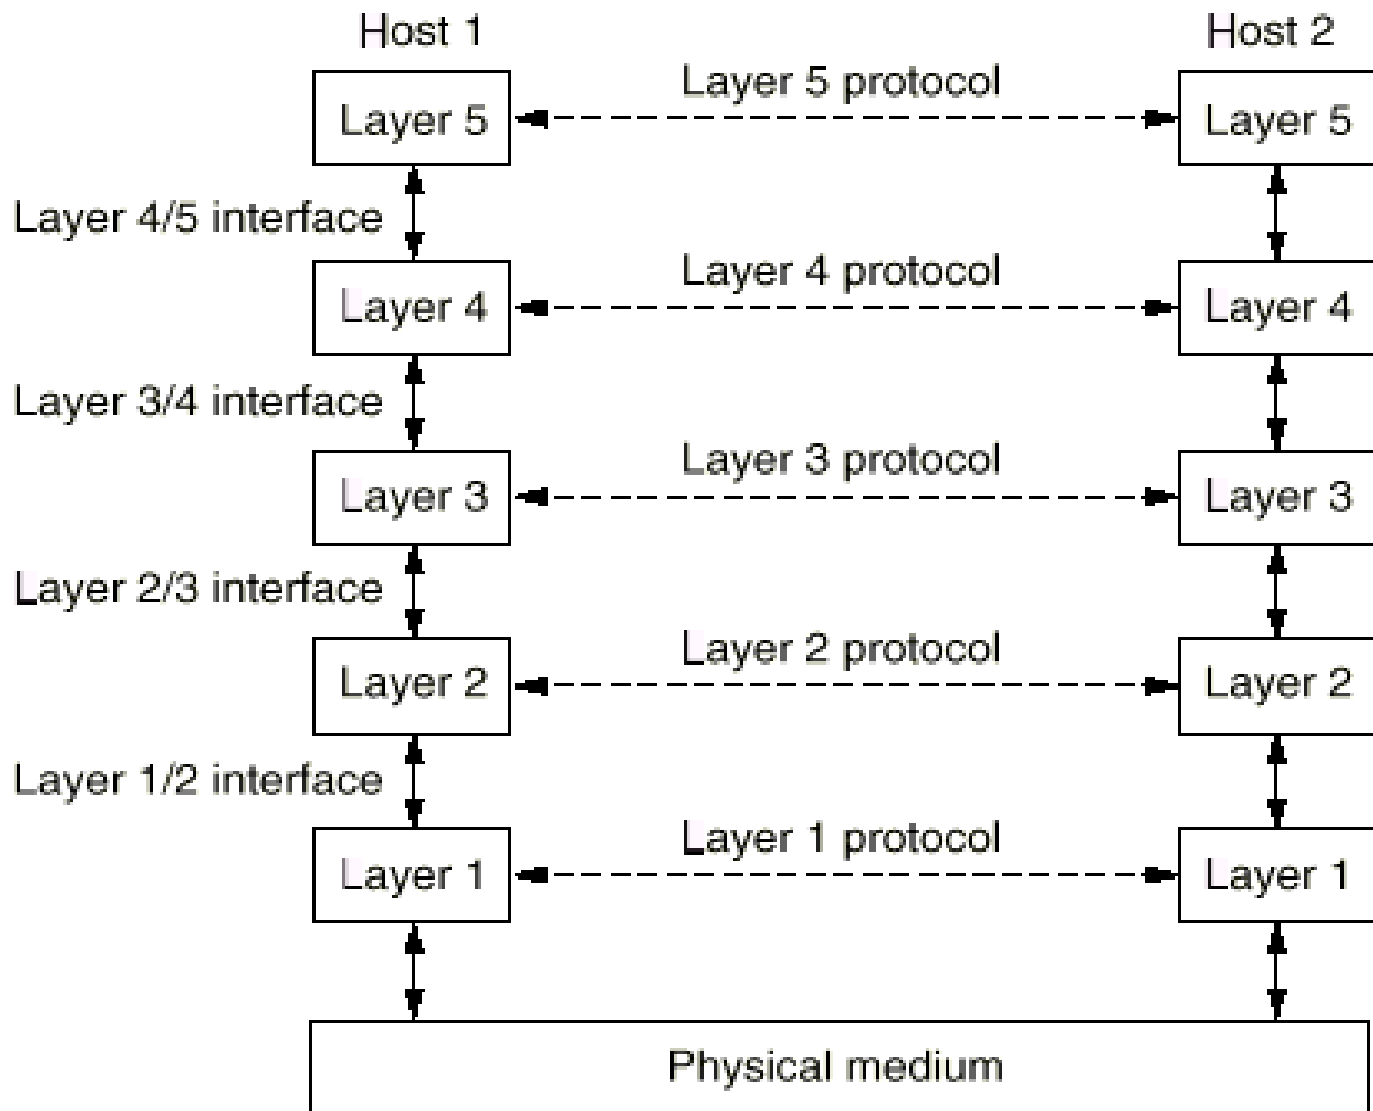 Host 1
Host 2
Layer 5 protocol
Layer 5
Layer 5
Layer 4/5 interface
Layer 4 protocol
Layer 4
Layer 4
Layer 3/4 interface
Layer 3 protocol
Layer 3
Layer 3
Layer 2/3 interface
Layer 2 protocol
Layer 2
Layer 2
Layer 1/2 interface
Layer 1 protocol
Layer 1
Layer 1
Physical medium